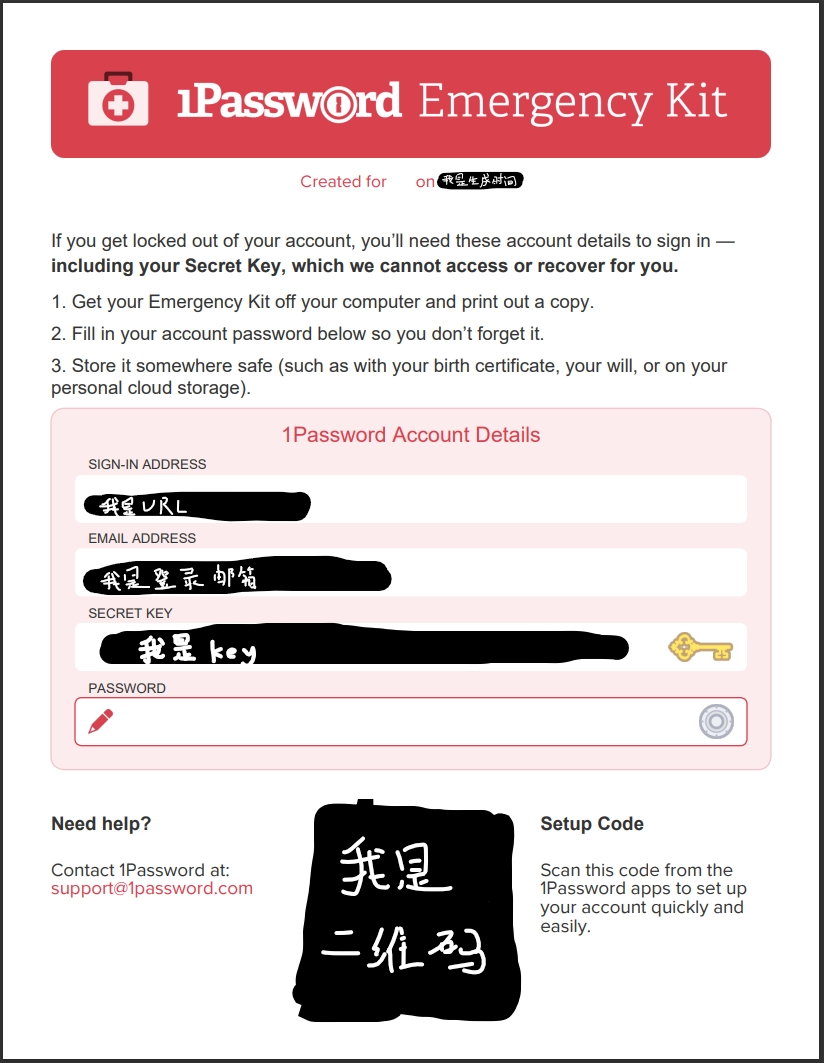 1Password Emergency Kit
Created for on 我是生成时间
If you get locked out of your account, you’ll need these account details to sign in —
including your Secret Key, which we cannot access or recover for you.
1. Get your Emergency Kit off your computer and print out a copy.
2. Fill in your account password below so you don’t forget it.
3. Store it somewhere safe (such as with your birth certificate, your will, or on your
personal cloud storage).
1Password Account Details
SIGN-IN ADDRESS
我是URL
EMAIL ADDRESS
我是登录邮箱
SECRET KEY
我是 key
PASSWORD
Need help?
Contact 1Password at:
support@1password.com
我是
二维码
Setup Code
Scan this code from the
1Password apps to set up
your account quickly and
easily.